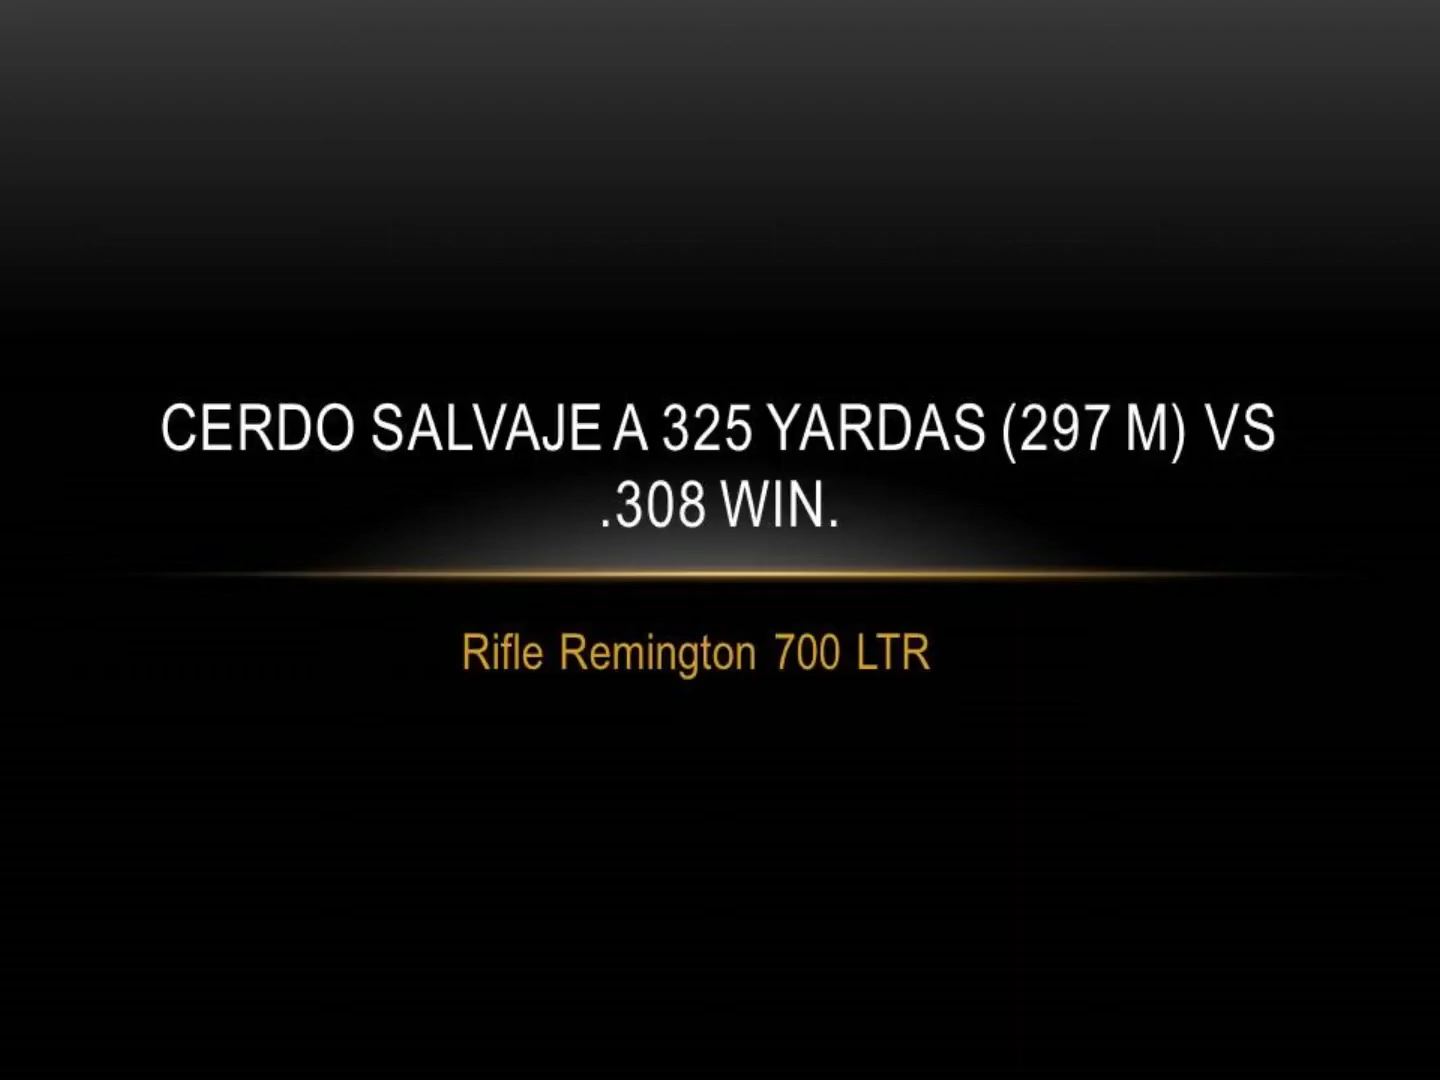 CERDO SALVAJE A 325 YARDAS (297 M) VS
.308 WIN.
Rifle Remington 700 LTR